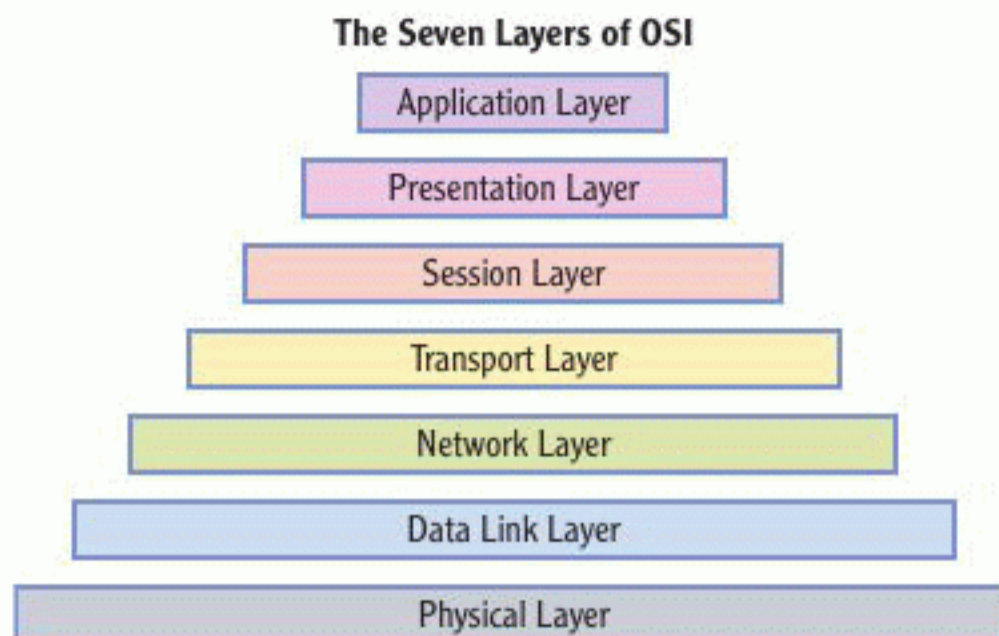 The Seven Layers of OSI
Application Layer
Presentation Layer
Session Layer
Transport Layer
Network Layer
Data Link Layer
Physical Layer